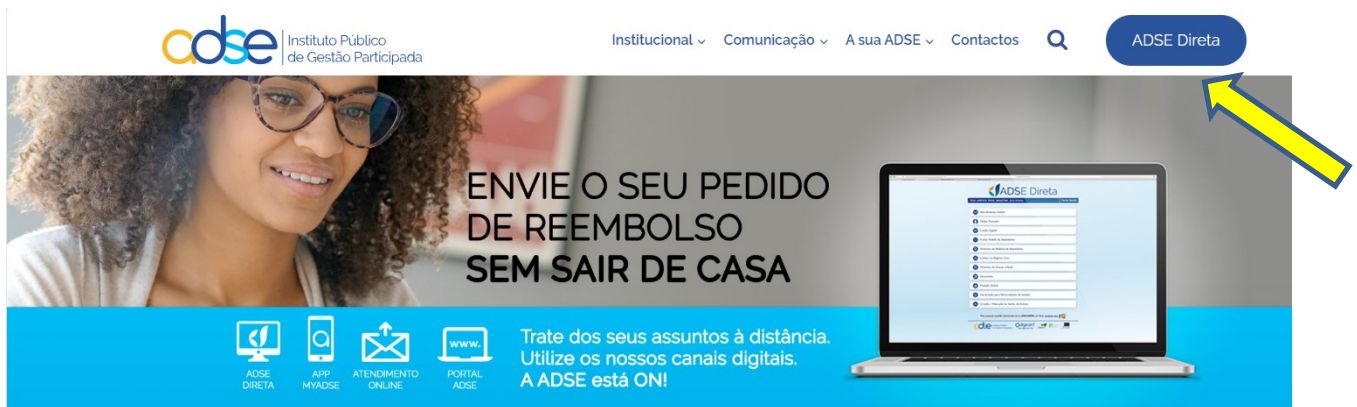 adse
Instituto Público
de Gestão Participada
Institucional
Comunicação
A sua ADSE
Contactos
ADSE Direta
ENVIE O SEU PEDIDO
DE REEMBOLSO
SEM SAIR DE CASA
ADSE Direta
ADSE
DIRETA
APP
MYADSE
ATENDIMENTO
ONLINE
www.
PORTAL
ADSE
Trate dos seus assuntos à distância.
Utilize os nossos canais digitais.
A ADSE está ON!